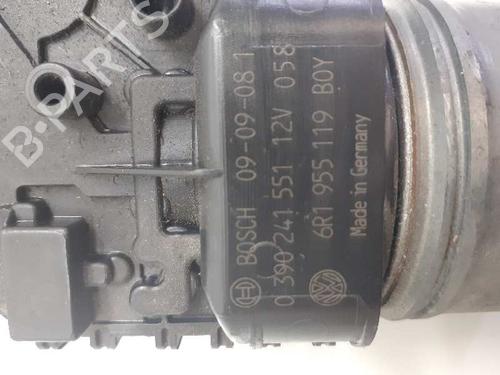 BOSCH 09-09-08 1
0 390 241 551 12V 058
6R1 955 119 BOY
Made in Germany
B-PARTS